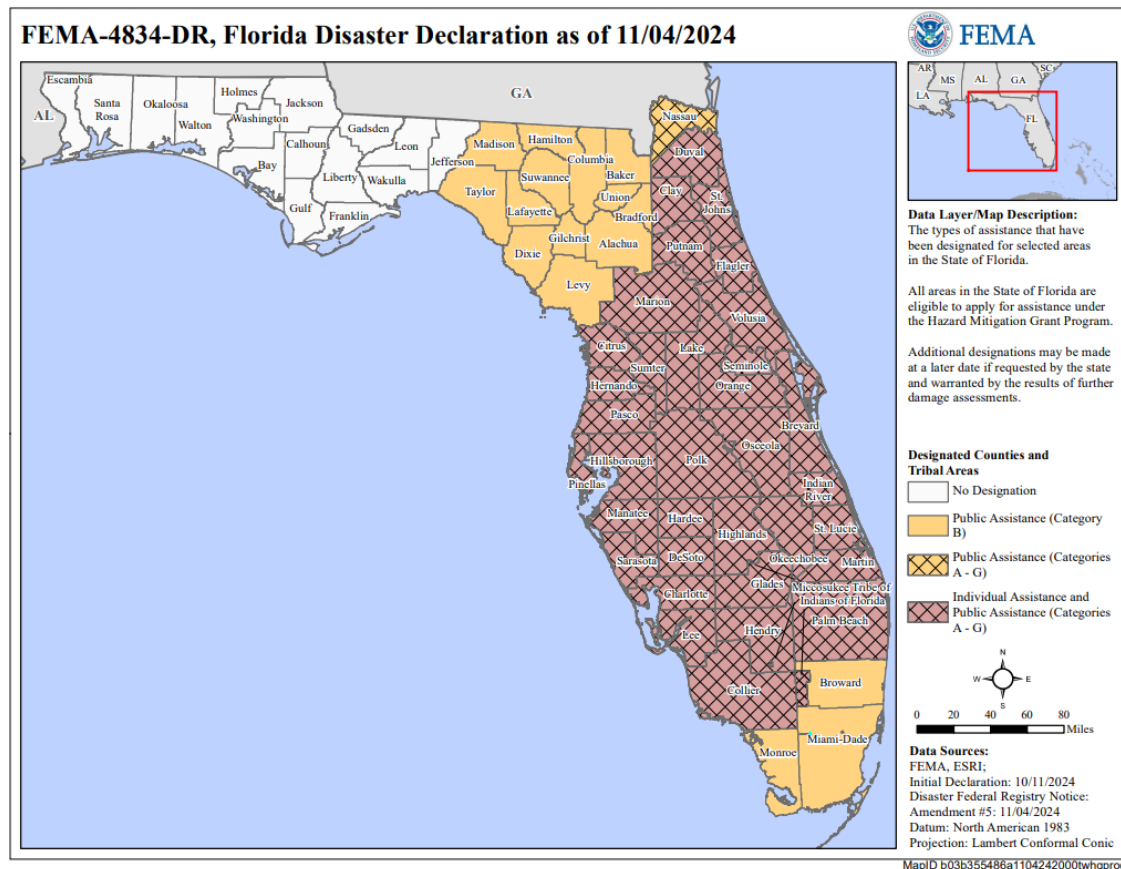 FEMA-4834-DR, Florida Disaster Declaration as of 11/04/2024
FEMA
AR
SC
MS
AL
GA
LA
FL
Escambia
Santa
Rosa
Okaloosa
Walton
Holmes
Washington
Jackson
Bay
Calhoun
Gulf
Liberty
Gadsden
Leon
Wakulla
Franklin
Jefferson
AL
GA
Madison
Hamilton
Taylor
Suwannee
Columbia
Baker
Union
Lafayette
Bradford
Gilchrist
Alachua
Dixie
Levy
Nassau
Duval
Clay
St.
Johns
Putnam
Flagler
Marion
Volusia
Citrus
Lake
Sumter
Seminole
Hernando
Orange
Pasco
Brevard
Osceola
Hillsborough
Polk
Pinellas
Indian
River
Manatee
Hardee
Highlands
St. Lucie
Sarasota
DeSoto
Okeechobee
Martin
Charlotte
Glades
Miccosukee Tribe of
Indians of Florida
Lee
Hendry
Palm Beach
Collier
Broward
Monroe
Miami-Dade
Data Layer/Map Description:
The types of assistance that have
been designated for selected areas
in the State of Florida.
All areas in the State of Florida are
eligible to apply for assistance under
the Hazard Mitigation Grant Program.
Additional designations may be made
at a later date if requested by the state
and warranted by the results of further
damage assessments.
Designated Counties and
Tribal Areas
No Designation
Public Assistance (Category
B)
Public Assistance (Categories
A - G)
Individual Assistance and
Public Assistance (Categories
A - G)
N
W
E
S
0 20 40 60 80
Miles
Data Sources:
FEMA, ESRI;
Initial Declaration: 10/11/2024
Disaster Federal Registry Notice:
Amendment #5: 11/04/2024
Datum: North American 1983
Projection: Lambert Conformal Conic